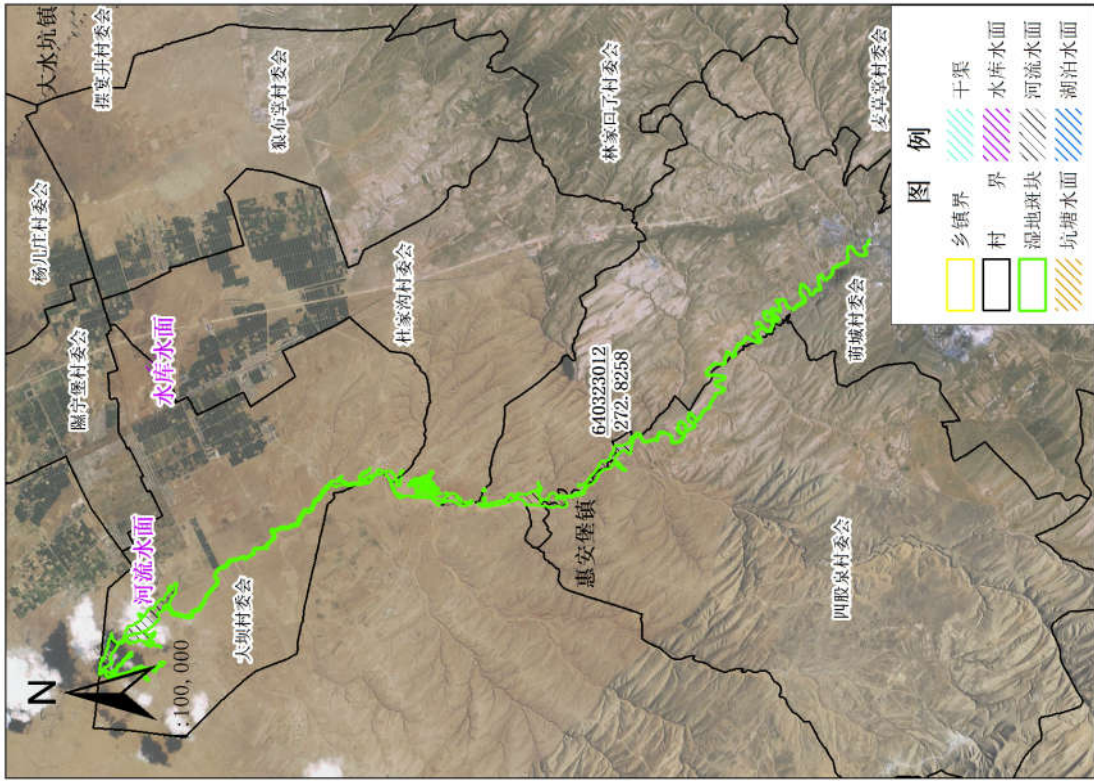 大水坑镇
摆宴井村委会
狼布掌村委会
林家口子村委会
麦草掌村委会
杨儿庄村委会
隰宁堡村委会
水库水面
杜家沟村委会
河流水面
大坝村委会
640323012
272.8258
惠安堡镇
萌城村委会
四股泉村委会
N
:100,000
图 例
乡镇界
干渠
村 界
水库水面
湿地斑块
河流水面
坑塘水面
湖泊水面